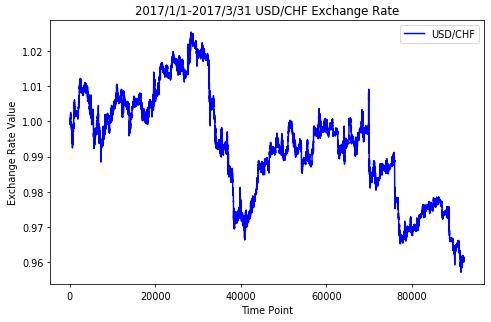 2017/1/1-2017/3/31 USD/CHF Exchange Rate
USD/CHF
1.02
1.01
1.00
0.99
0.98
0.97
0.96
Exchange Rate Value
0 20000 40000 60000 80000
Time Point